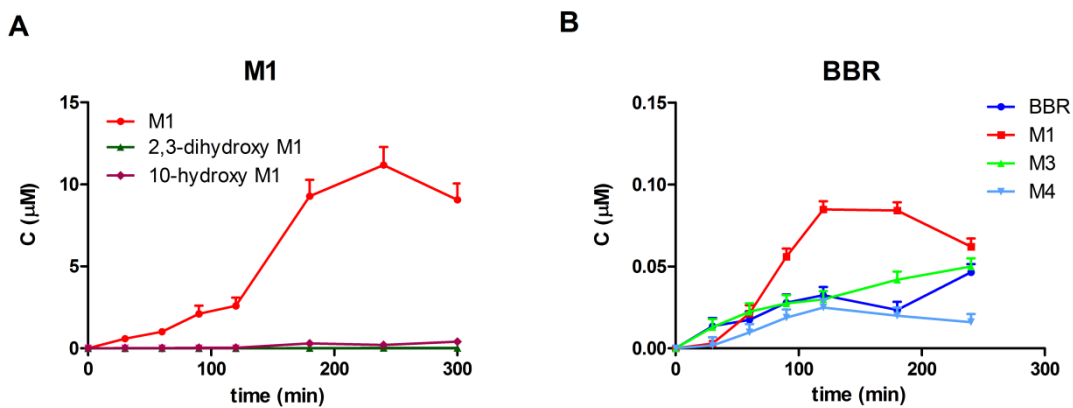 A
M1
15
10
5
0
C (μM)
M1
2,3-dihydroxy M1
10-hydroxy M1
0 100 200 300
time (min)
B
BBR
0.15
0.10
0.05
0.00
C (μM)
BBR
M1
M3
M4
0 100 200 300
time (min)